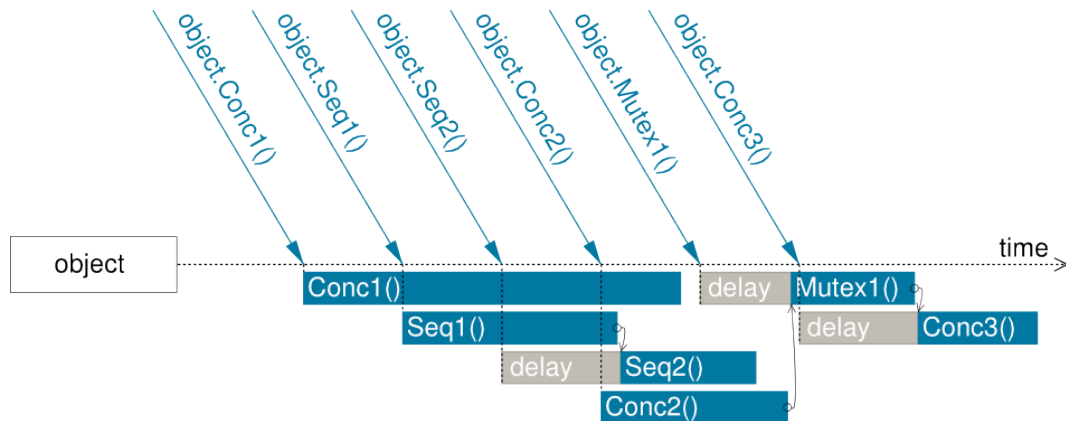 object.Conc1()
object.Seq1()
object.Seq2()
object.Conc2()
object.Mutex1()
object.Conc3()
object
time
Conc1()
delay
Mutex1()
Seq1()
delay
Conc3()
delay
Seq2()
Conc2()